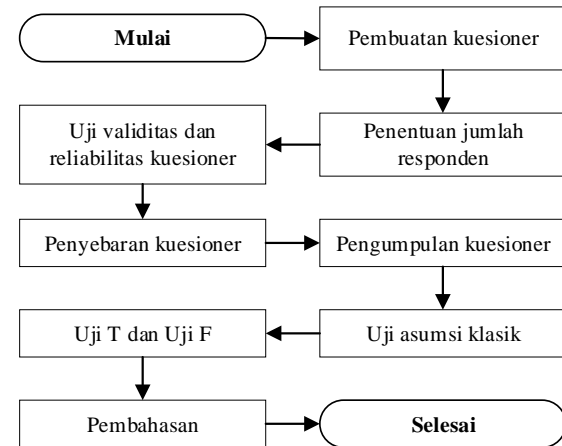 Mulai
Pembuatan kuesioner
Penentuan jumlah
responden
Uji validitas dan
reliabilitas kuesioner
Penyebaran kuesioner
Pengumpulan kuesioner
Uji asumsi klasik
Uji T dan Uji F
Pembahasan
Selesai